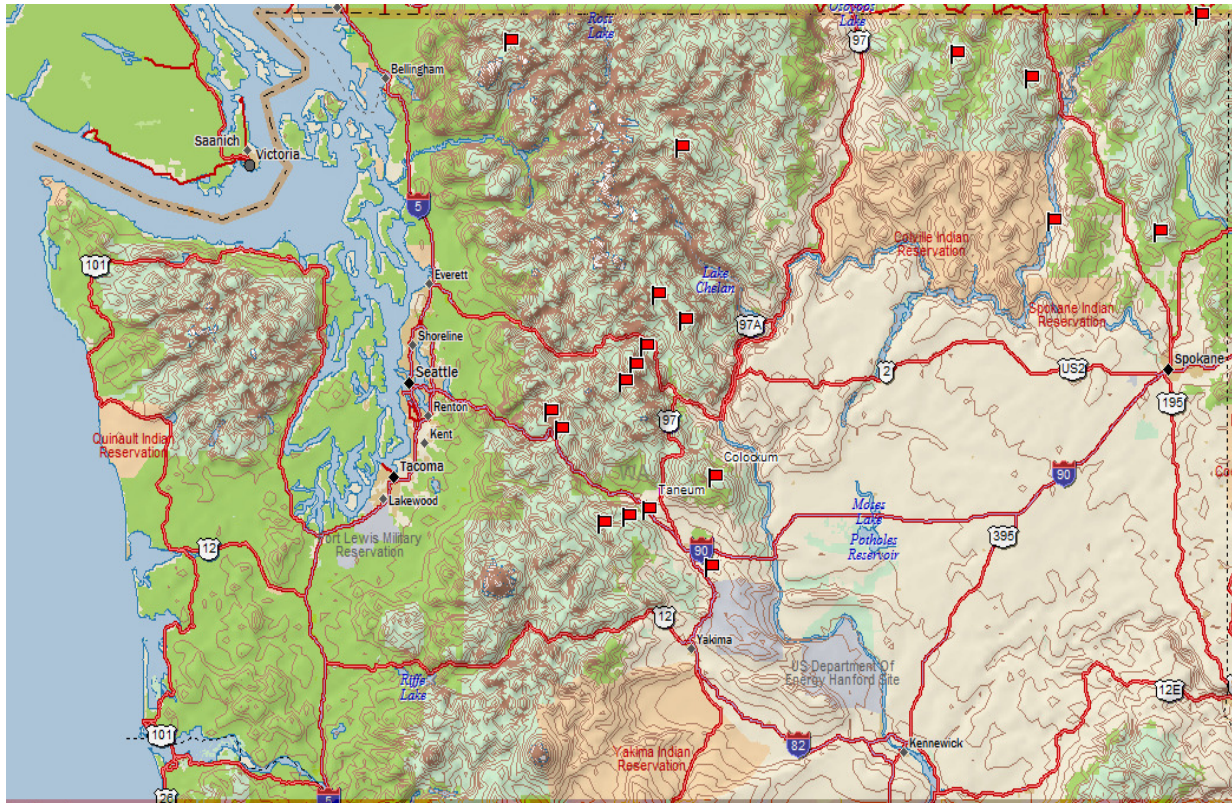 Ross
Lake
Osoyoos
Lake
97
Bellingham
Saanich
Victoria
5
Colville Indian
Reservation
101
Everett
Lake
Chelan
97A
Spokane Indian
Reservation
Shoreline
Seattle
2
US2
Spokane
Renton
97
195
Quinault Indian
Reservation
Kent
Colockum
Tacoma
Taneum
90
Lakewood
Moses
Lake
Potholes
Reservoir
395
Fort Lewis Military
Reservation
12
90
12
Yakima
US Department Of
Energy Hanford Site
Riffe
Lake
12E
101
82
Kennewick
Yakima Indian
Reservation
5